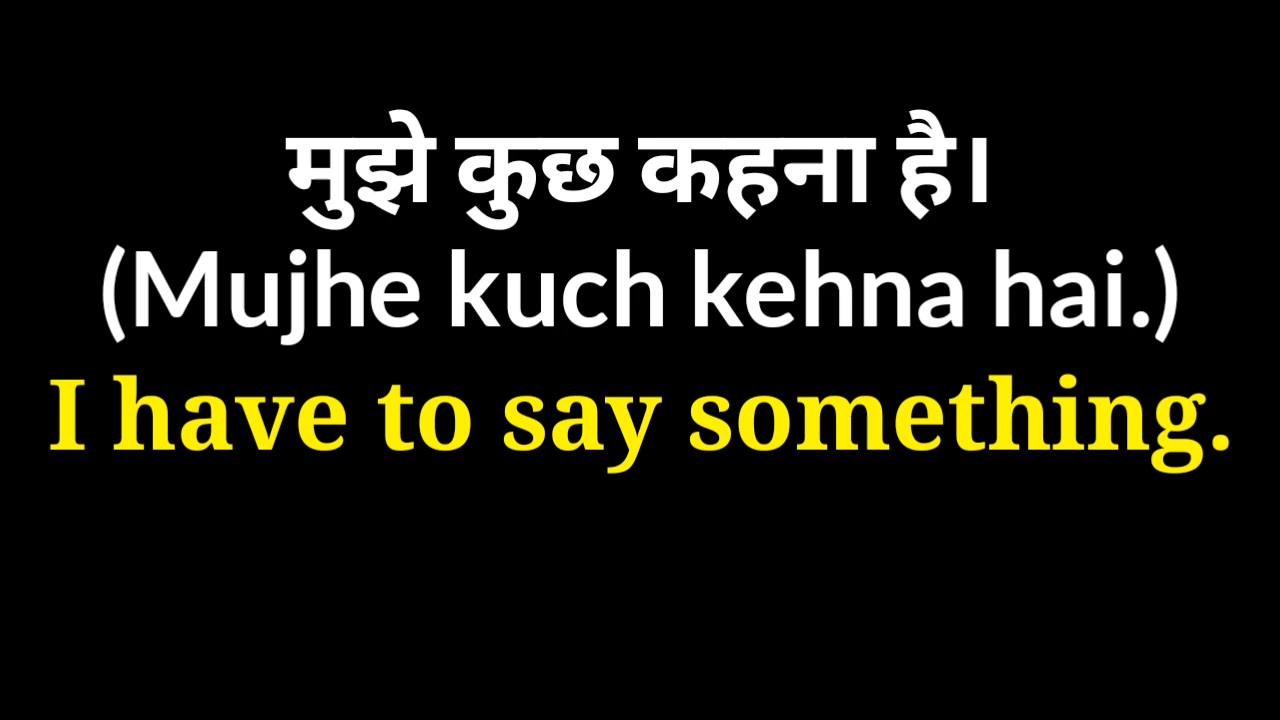 मुझे कुछ कहना है।
(Mujhe kuch kehna hai.)
I have to say something.